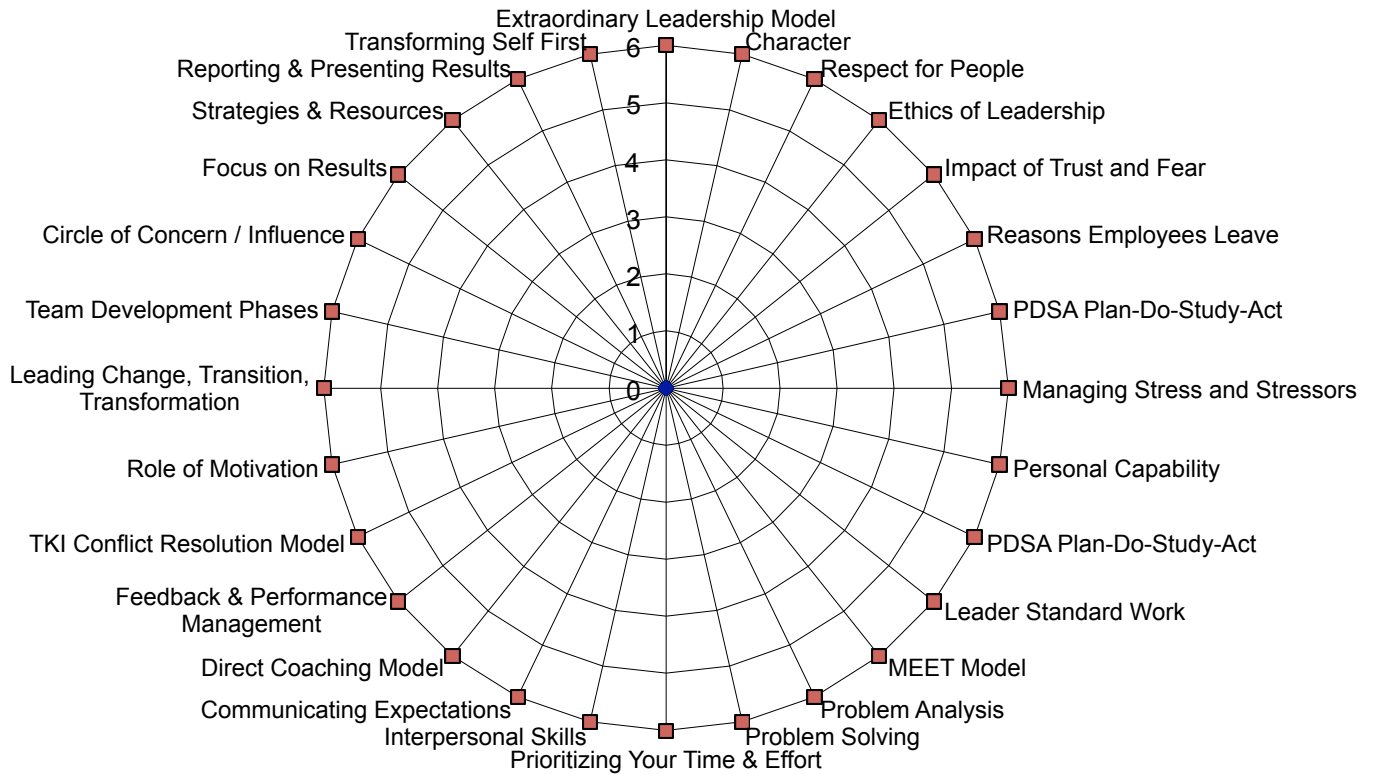 Extraordinary Leadership Model
Transforming Self First
6
Character
Reporting & Presenting Results
Respect for People
Strategies & Resources
5
Ethics of Leadership
Focus on Results
4
Impact of Trust and Fear
Circle of Concern / Influence
3
Reasons Employees Leave
2
Team Development Phases
PDSA Plan-Do-Study-Act
1
Leading Change, Transition,
Transformation
0
Managing Stress and Stressors
Role of Motivation
Personal Capability
TKI Conflict Resolution Model
PDSA Plan-Do-Study-Act
Feedback & Performance
Management
Leader Standard Work
Direct Coaching Model
MEET Model
Communicating Expectations
Problem Analysis
Interpersonal Skills
Problem Solving
Prioritizing Your Time & Effort